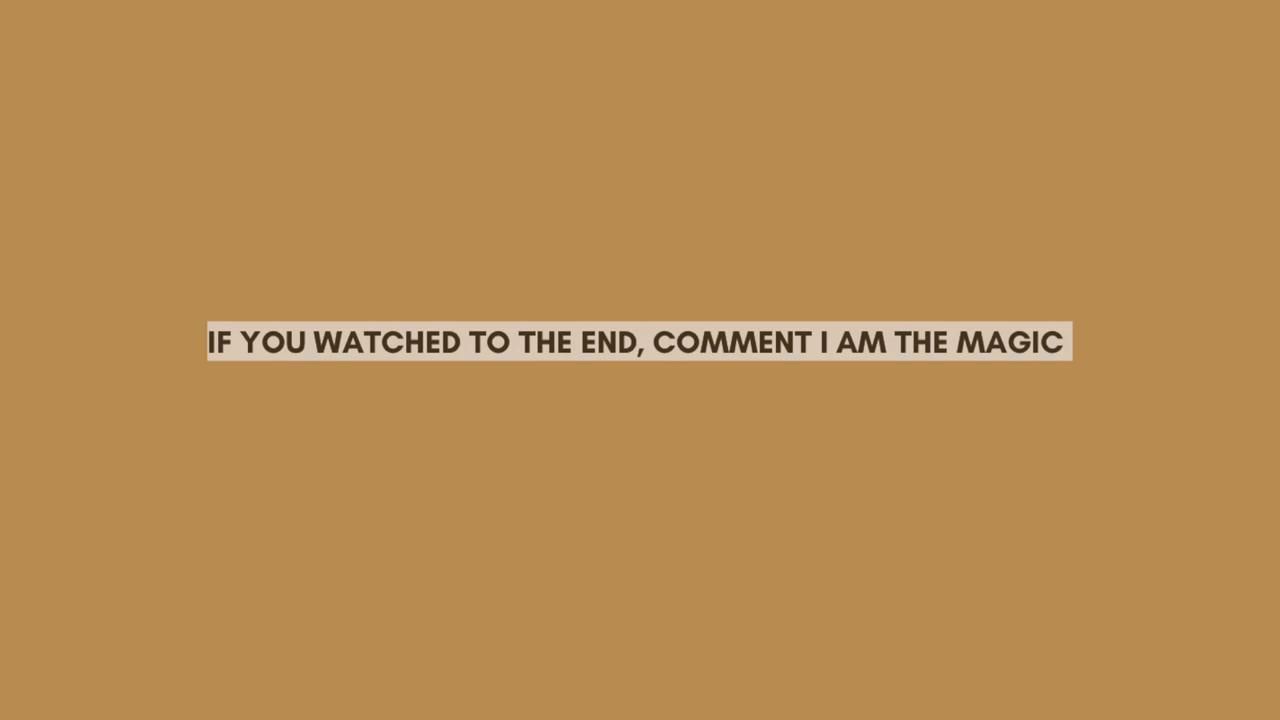 IF YOU WATCHED TO THE END, COMMENT I AM THE MAGIC